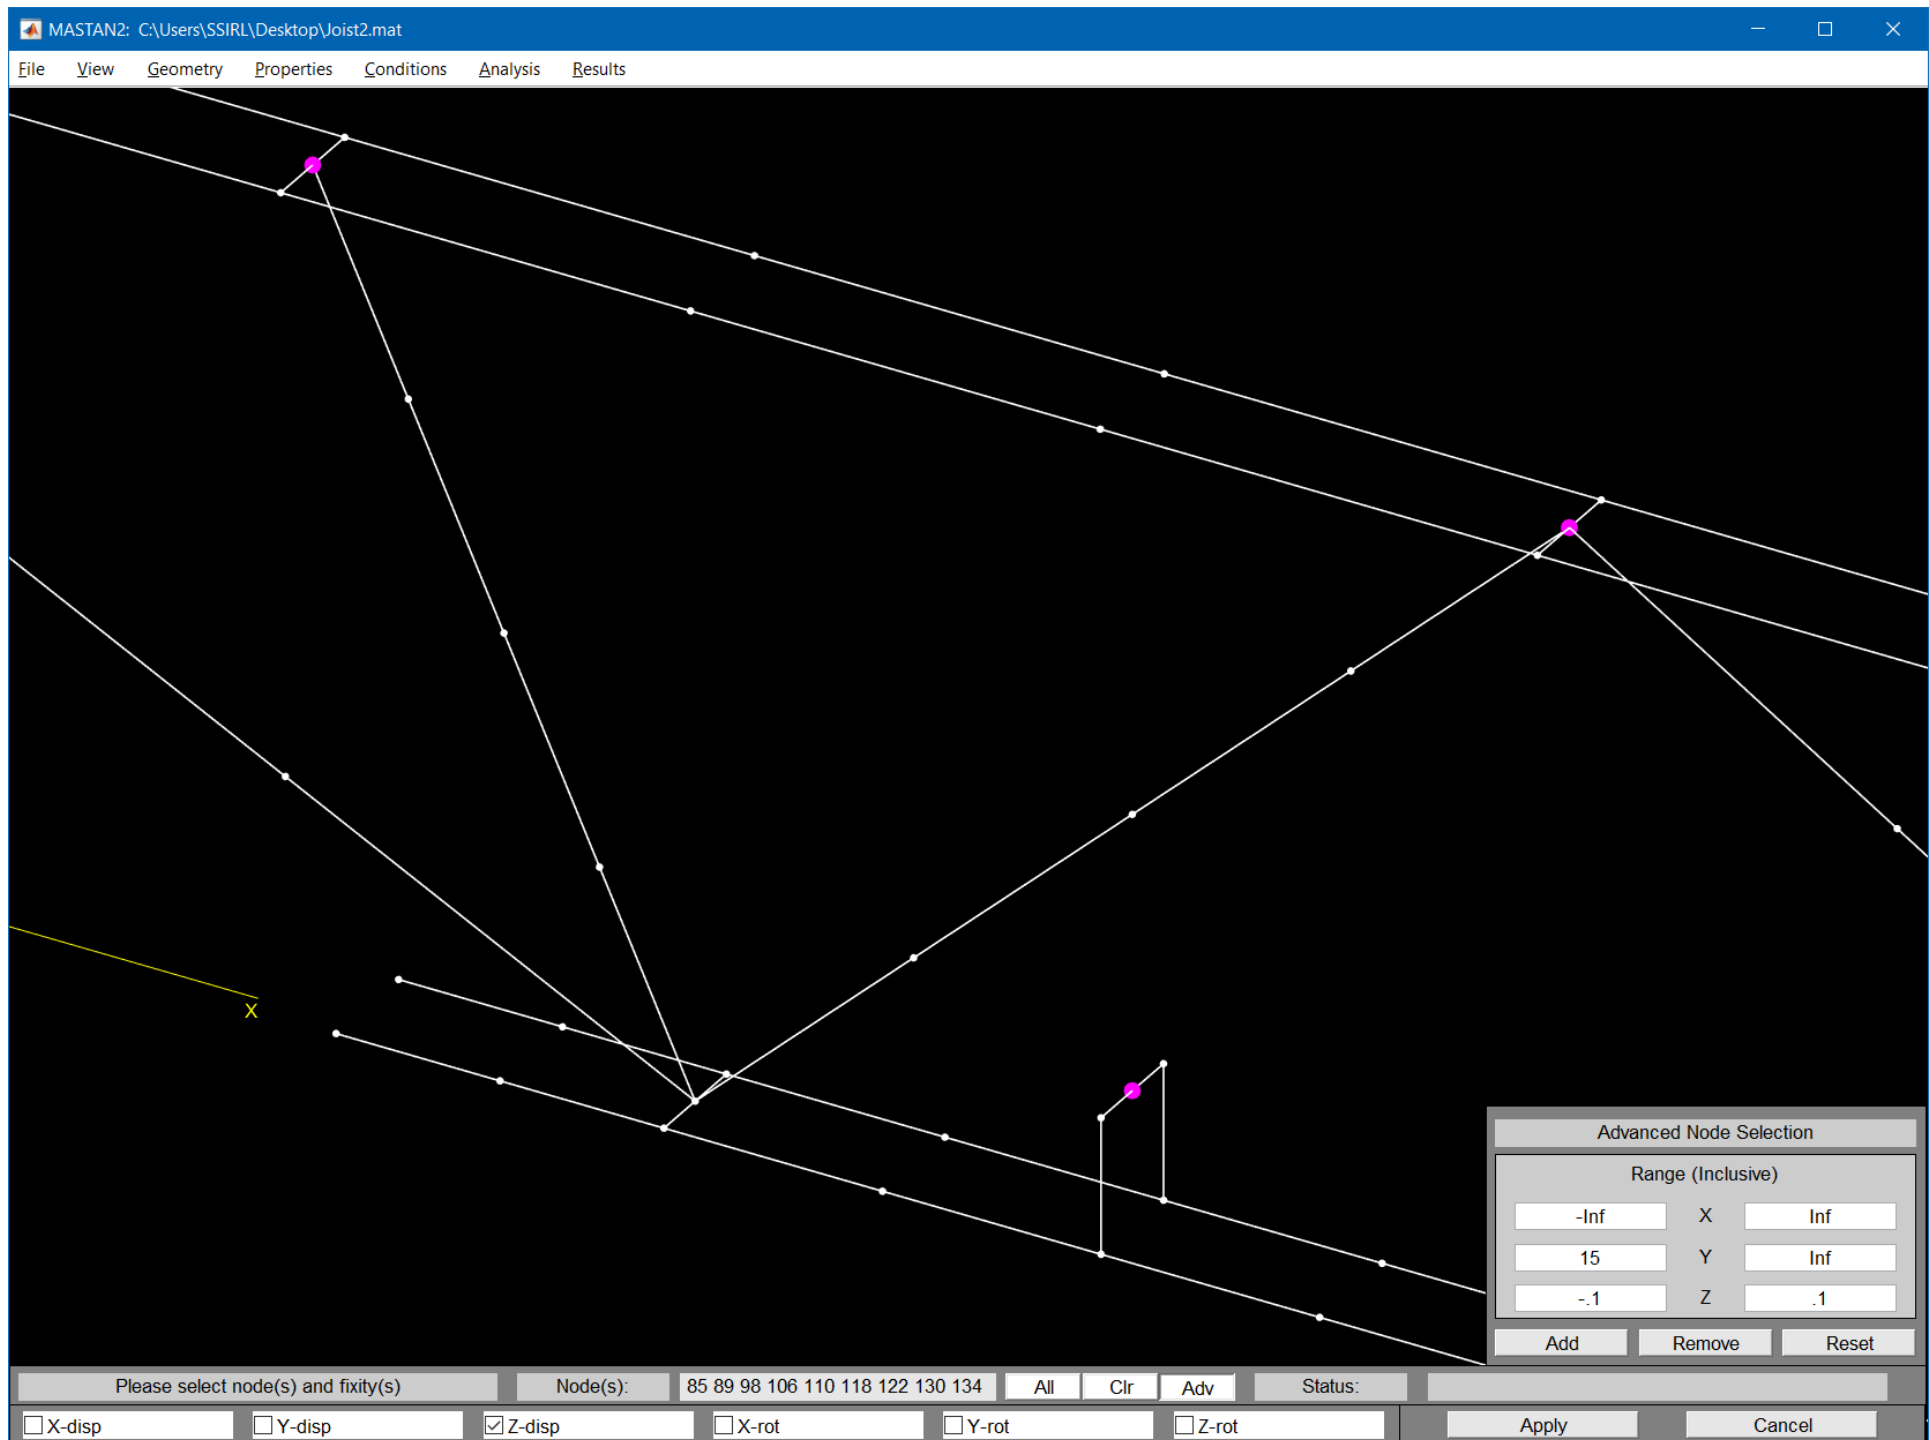 MASTAN2: C:\Users\SSIRL\Desktop\Joist2.mat
File View Geometry Properties Conditions Analysis Results
X
Advanced Node Selection
Range (Inclusive)
-Inf X Inf
15 Y Inf
-.1 Z .1
Add Remove Reset
Please select node(s) and fixity(s) Node(s): 85 89 98 106 110 118 122 130 134 All Clr Adv Status:
X-disp Y-disp Z-disp X-rot Y-rot Z-rot Apply Cancel